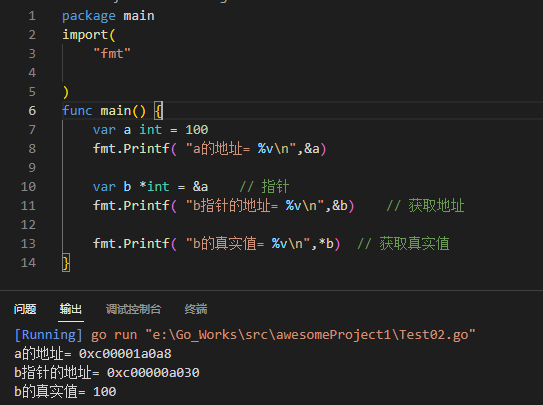 1 package main
2 import(
3 "fmt"
4
5 )
6 func main() {
7 var a int = 100
8 fmt.Printf( "a的地址= %v\n",&a)
9
10 var b *int = &a // 指针
11 fmt.Printf( "b指针的地址= %v\n",&b) // 获取地址
12
13 fmt.Printf( "b的真实值= %v\n",*b) // 获取真实值
14 }
问题 输出 调试控制台 终端
[Running] go run "e:\Go_Works\src\awesomeProject1\Test02.go"
a的地址= 0xc00001a0a8
b指针的地址= 0xc00000a030
b的真实值= 100